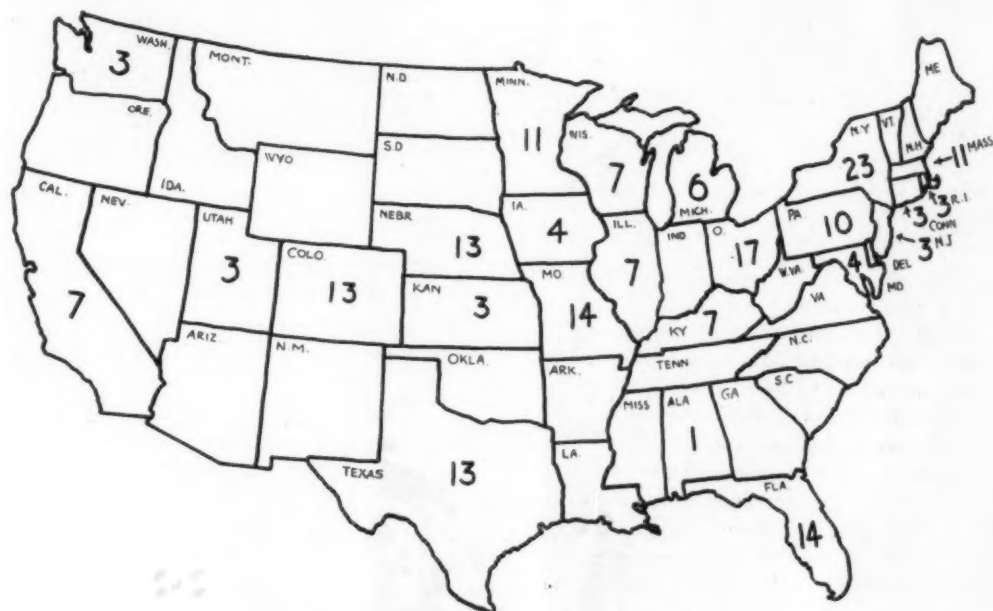 WASH.
3
ORE.
MONT.
IDA.
WYO
N.D
S.D
NEBR.
13
MINN.
11
WIS.
7
IA.
4
6
MICH.
CAL.
7
NEV.
UTAH
3
COLO.
13
KAN
3
MO.
14
ILL.
7
IND
O.
17
KY
7
W.VA.
VA
PA.
10
N.Y
23
VT.
N.H
ME
11 MASS
3 R.I.
3 CONN
3 N.J
DEL
4
MD
ARIZ.
N.M.
OKLA.
ARK.
TENN
N.C.
S.C
MISS
ALA
1
GA
LA.
TEXAS
13
FLA.
14